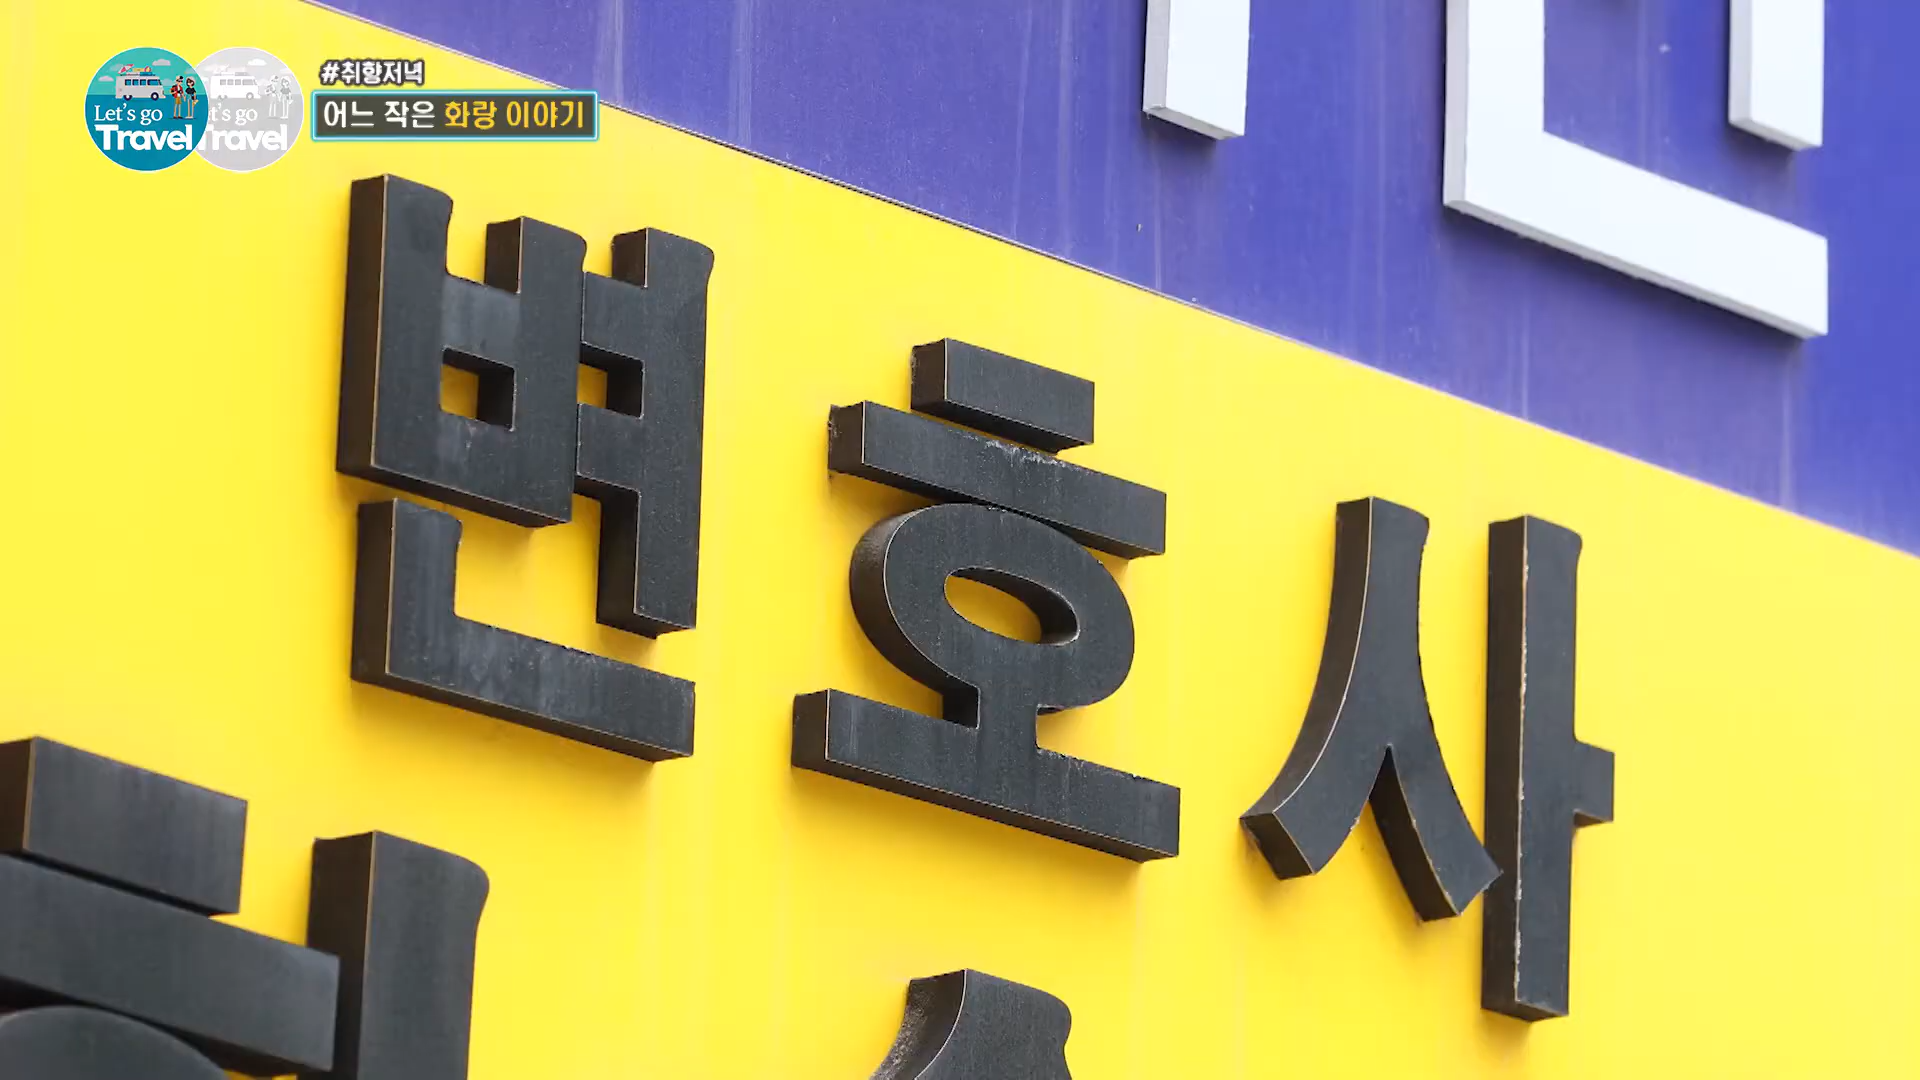 Let's go
Travel
#취향저녁
어느 작은 화랑 이야기
변호사